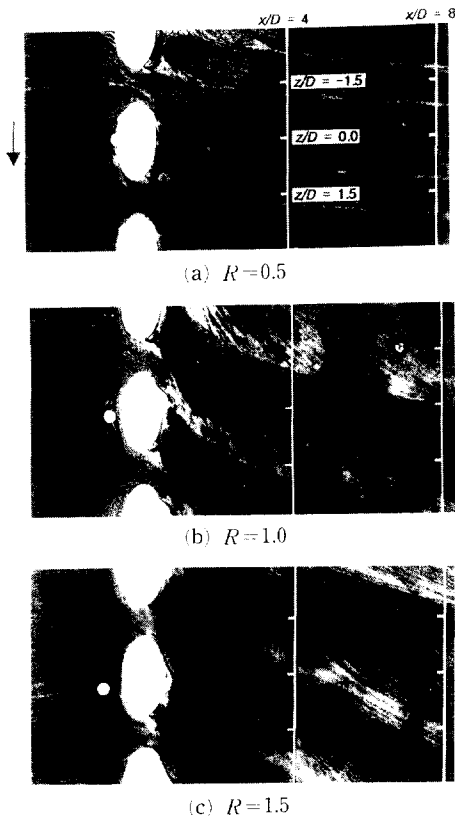 x/D = 4
x/D = 8
z/D = −1.5
z/D = 0.0
z/D = 1.5
(a) R=0.5
(b) R=1.0
(c) R=1.5